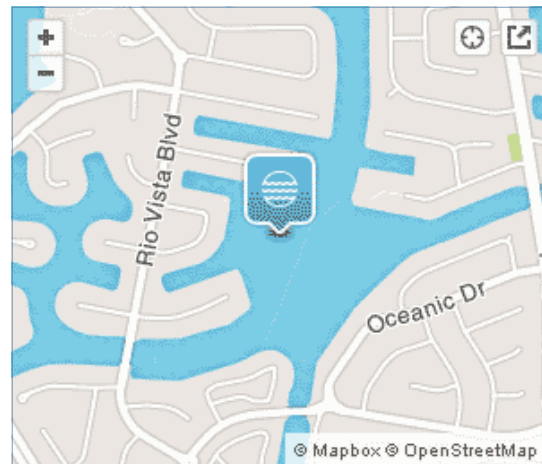 +
−
Rio Vista Blvd
Oceanic Dr
© Mapbox © OpenStreetMap